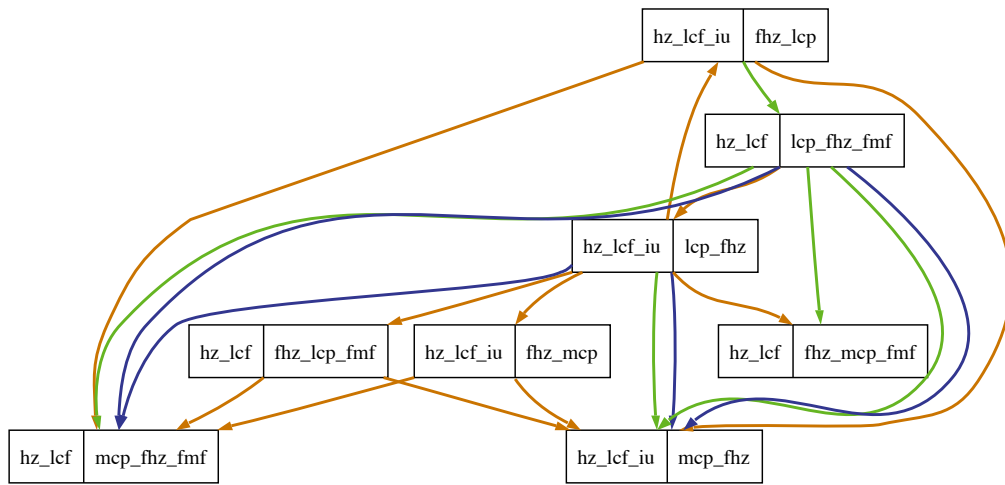 hz_lcf_iu fhz_lcp
hz_lcf lcp_fhz_fmf
hz_lcf_iu lcp_fhz
hz_lcf fhz_lcp_fmf
hz_lcf_iu fhz_mcp
hz_lcf fhz_mcp_fmf
hz_lcf mcp_fhz_fmf
hz_lcf_iu mcp_fhz